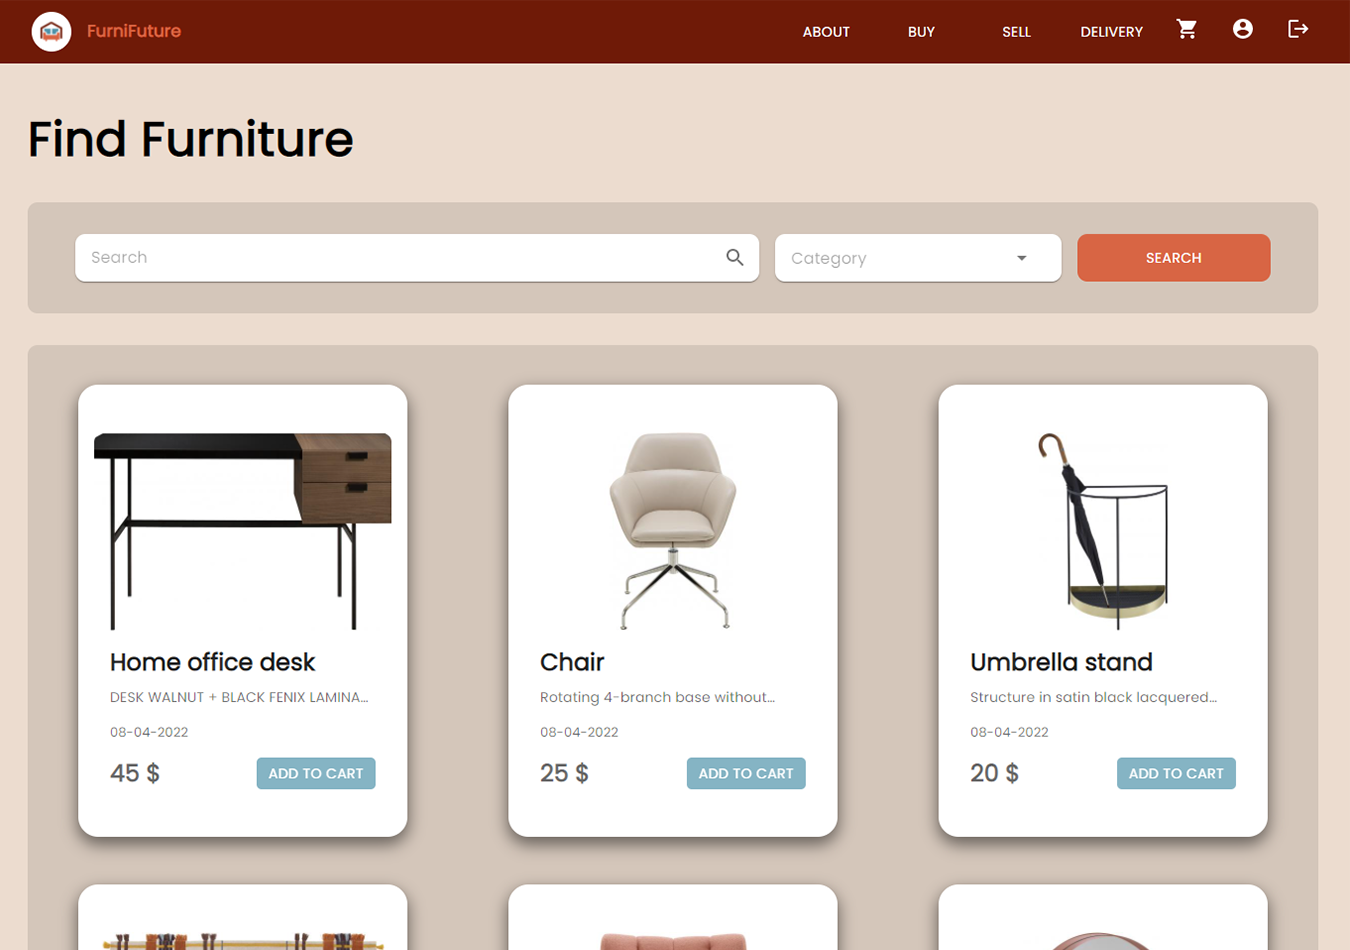 FurniFuture
ABOUT BUY SELL DELIVERY
Find Furniture
Search
Category
SEARCH
Home office desk
DESK WALNUT + BLACK FENIX LAMINA...
08-04-2022
45 $
ADD TO CART
Chair
Rotating 4-branch base without...
08-04-2022
25 $
ADD TO CART
Umbrella stand
Structure in satin black lacquered...
08-04-2022
20 $
ADD TO CART